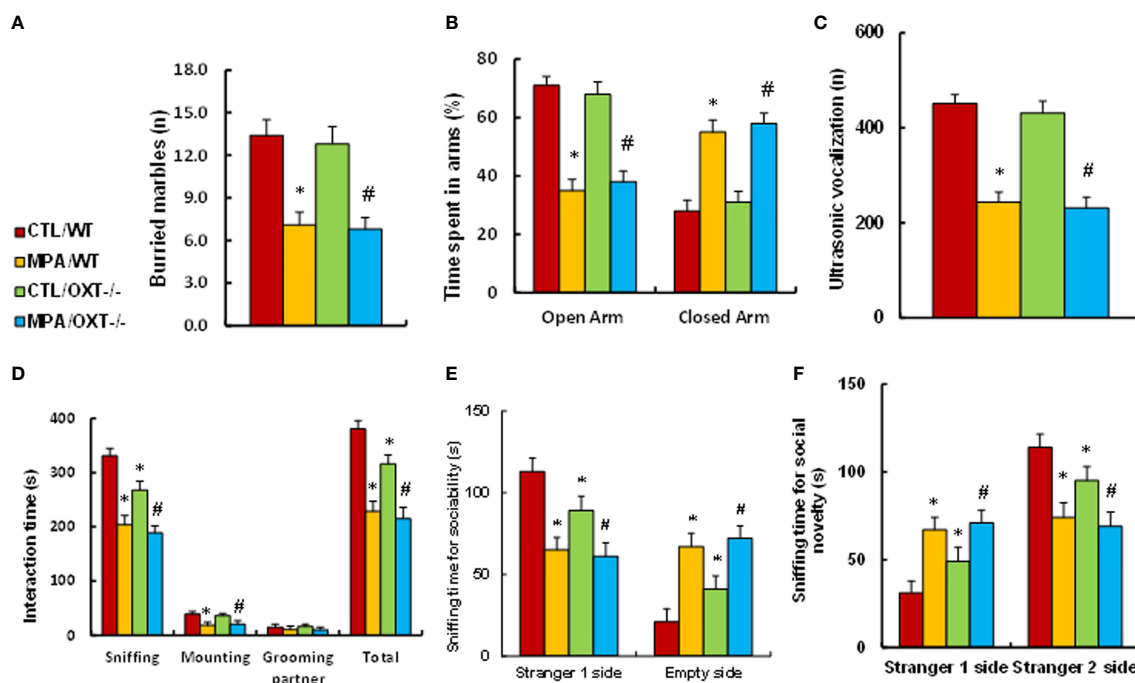 A
Burried marbles (n)
18.0
15.0
12.0
9.0
6.0
3.0
0.0
*
#
CTL/WT
MPA/WT
CTL/OXT-/-
MPA/OXT-/-
B
Time spent in arms (%)
80
60
40
20
0
*
#
*
#
Open Arm
Closed Arm
C
Ultrasonic vocalization (n)
600
400
200
0
*
#
D
Interaction time (s)
400
300
200
100
0
*
*
#
*
#
*
*
#
Sniffing
Mounting
Grooming
partner
Total
E
Sniffing time for sociability (s)
150
100
50
0
*
*
#
*
*
#
Stranger 1 side
Empty side
F
Sniffing time for social
novelty (s)
150
100
50
0
*
*
#
*
*
#
Stranger 1 side
Stranger 2 side